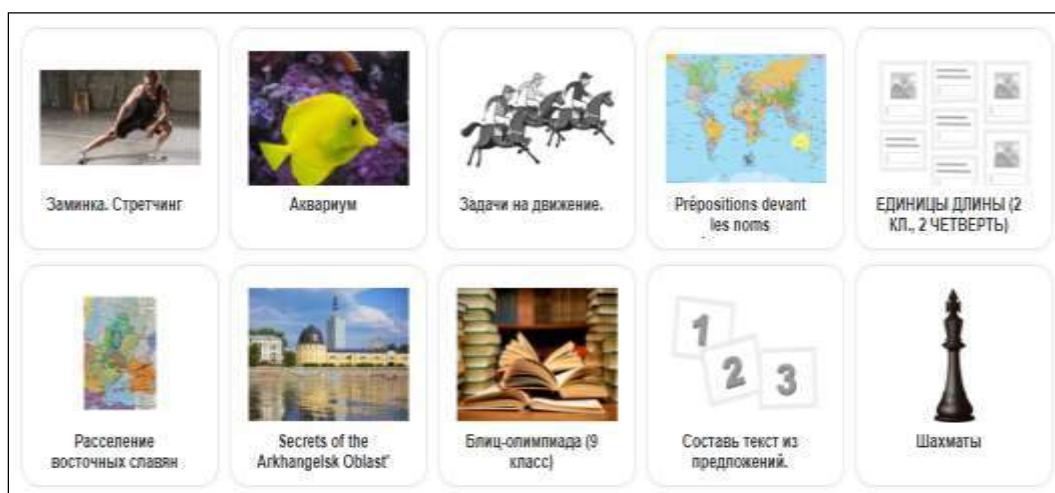 Заминка. Стретчинг
Аквариум
Задачи на движение.
Prépositions devant
les noms
ЕДИНИЦЫ ДЛИНЫ (2
КЛ., 2 ЧЕТВЕРТЬ)
Расселение
восточных славян
Secrets of the
Arkhangelsk Oblast'
Блиц-олимпиада (9
класс)
1
2
3
Составь текст из
предложений.
Шахматы